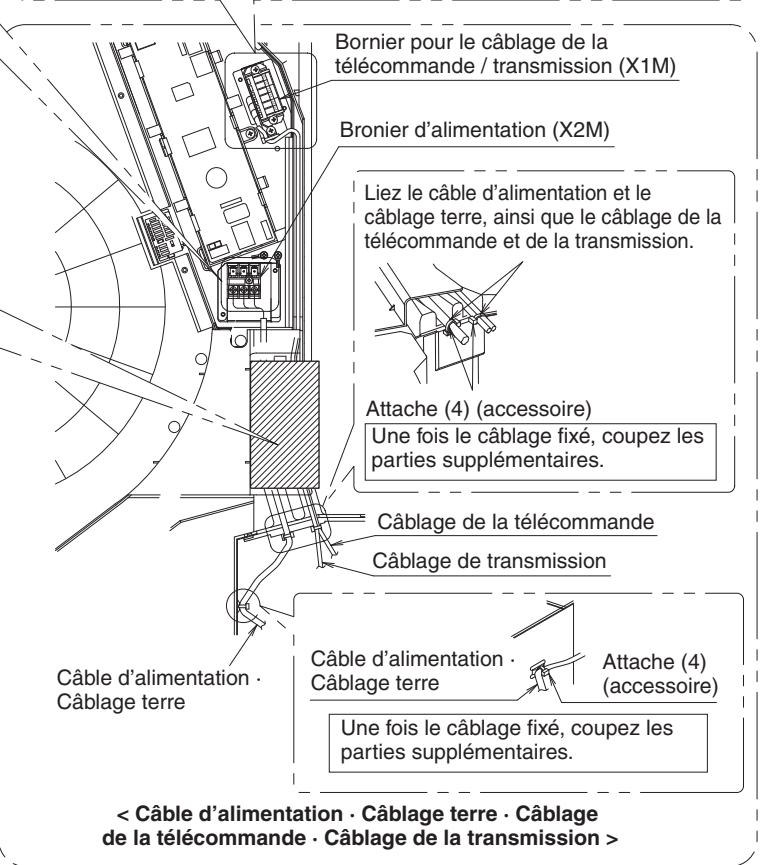 Bornier pour le câblage de la
télécommande / transmission (X1M)
Bronier d'alimentation (X2M)
Liez le câble d'alimentation et le
câblage terre, ainsi que le câblage de la
télécommande et de la transmission.
Attache (4) (accessoire)
Une fois le câblage fixé, coupez les
parties supplémentaires.
Câblage de la télécommande
Câblage de transmission
Câble d'alimentation ·
Câblage terre
Câble d'alimentation ·
Câblage terre
Attache (4)
(accessoire)
Une fois le câblage fixé, coupez les
parties supplémentaires.
< Câble d'alimentation · Câblage terre · Câblage
de la télécommande · Câblage de la transmission >